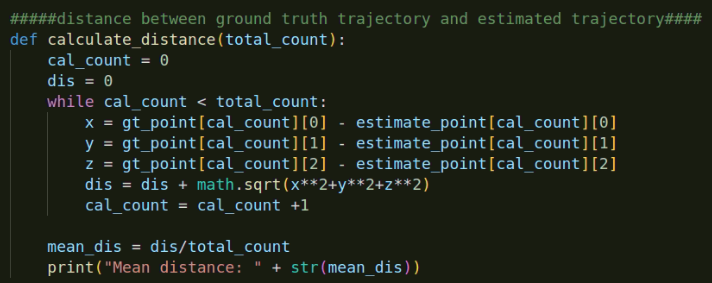 #####distance between ground truth trajectory and estimated trajectory####
def calculate_distance(total_count):
    cal_count = 0
    dis = 0
    while cal_count < total_count:
        x = gt_point[cal_count][0] - estimate_point[cal_count][0]
        y = gt_point[cal_count][1] - estimate_point[cal_count][1]
        z = gt_point[cal_count][2] - estimate_point[cal_count][2]
        dis = dis + math.sqrt(x**2+y**2+z**2)
        cal_count = cal_count +1

    mean_dis = dis/total_count
    print("Mean distance: " + str(mean_dis))